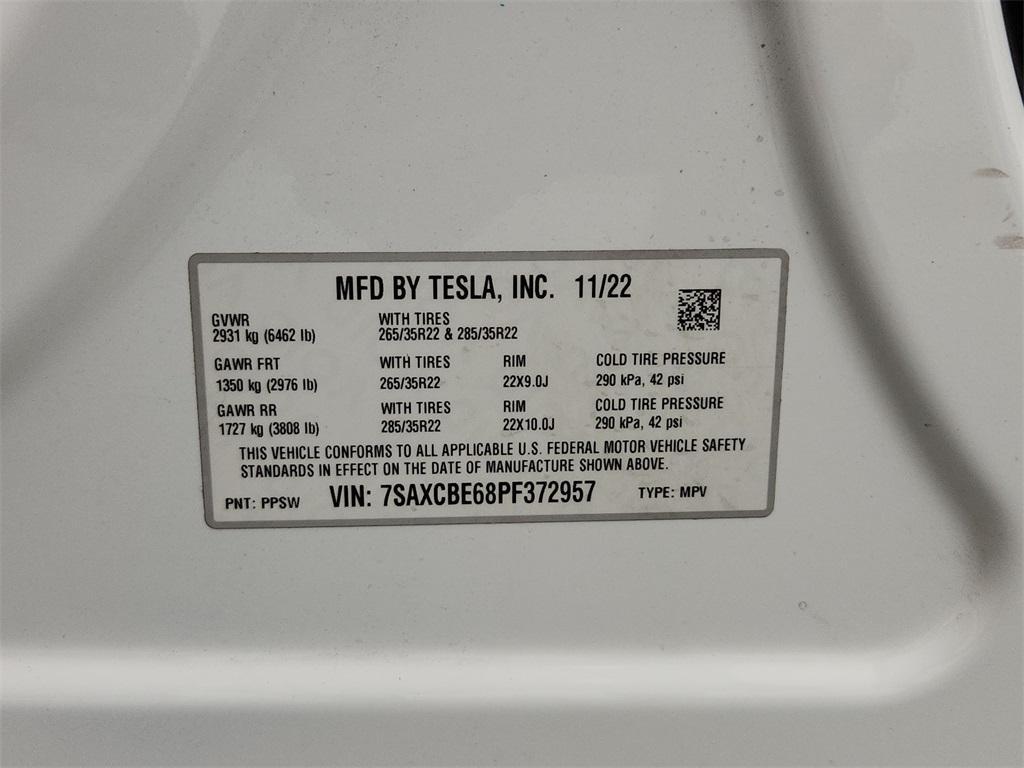 MFD BY TESLA, INC. 11/22
GVWR WITH TIRES
2931 kg (6462 lb) 265/35R22 & 285/35R22
GAWR FRT WITH TIRES RIM COLD TIRE PRESSURE
1350 kg (2976 lb) 265/35R22 22X9.0J 290 kPa, 42 psi
GAWR RR WITH TIRES RIM COLD TIRE PRESSURE
1727 kg (3808 lb) 285/35R22 22X10.0J 290 kPa, 42 psi
THIS VEHICLE CONFORMS TO ALL APPLICABLE U.S. FEDERAL MOTOR VEHICLE SAFETY
STANDARDS IN EFFECT ON THE DATE OF MANUFACTURE SHOWN ABOVE.
PNT: PPSW VIN: 7SAXCBE68PF372957 TYPE: MPV